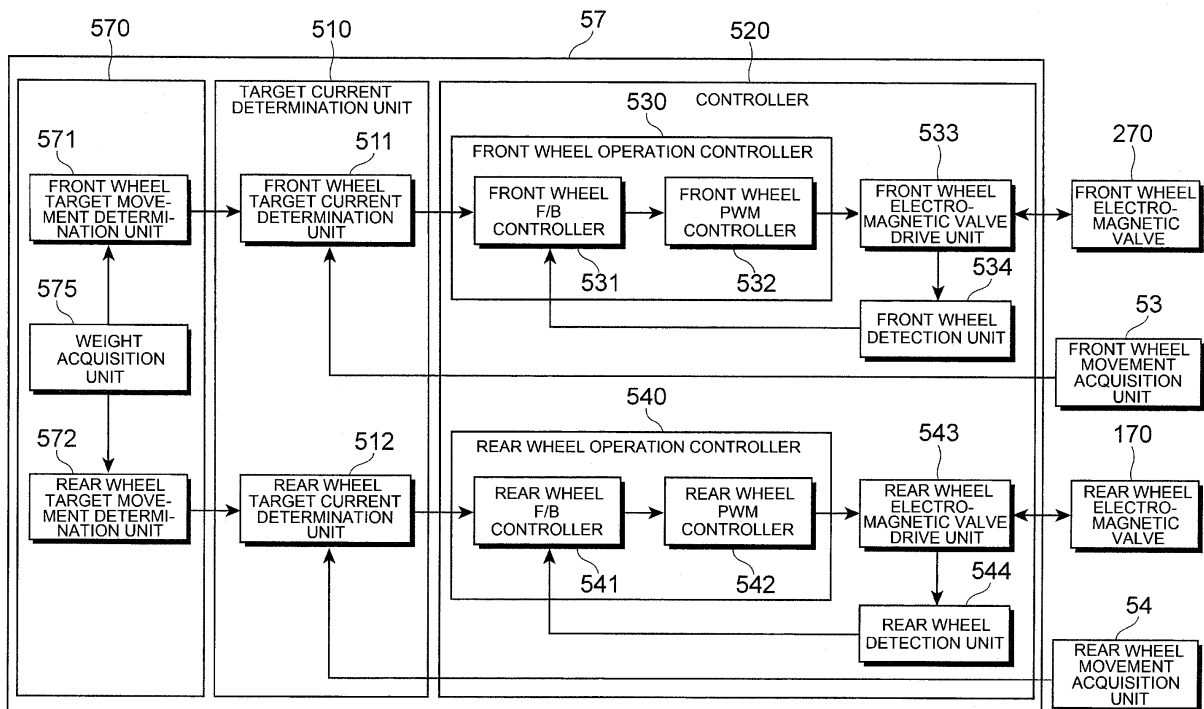 57
570
510
520
TARGET CURRENT
DETERMINATION UNIT
CONTROLLER
530
571
511
533
270
FRONT WHEEL OPERATION CONTROLLER
FRONT WHEEL
TARGET MOVE-
MENT DETERMI-
NATION UNIT
FRONT WHEEL
TARGET CURRENT
DETERMINATION
UNIT
FRONT WHEEL
F/B
CONTROLLER
FRONT WHEEL
PWM
CONTROLLER
FRONT WHEEL
ELECTRO-
MAGNETIC VALVE
DRIVE UNIT
FRONT WHEEL
ELECTRO-
MAGNETIC
VALVE
531
532
534
575
WEIGHT
ACQUISITION
UNIT
FRONT WHEEL
DETECTION UNIT
53
FRONT WHEEL
MOVEMENT
ACQUISITION
UNIT
540
572
512
543
170
REAR WHEEL OPERATION CONTROLLER
REAR WHEEL
TARGET MOVE-
MENT DETERMI-
NATION UNIT
REAR WHEEL
TARGET CURRENT
DETERMINATION
UNIT
REAR WHEEL
F/B
CONTROLLER
REAR WHEEL
PWM
CONTROLLER
REAR WHEEL
ELECTRO-
MAGNETIC VALVE
DRIVE UNIT
REAR WHEEL
ELECTRO-
MAGNETIC
VALVE
541
542
544
REAR WHEEL
DETECTION UNIT
54
REAR WHEEL
MOVEMENT
ACQUISITION
UNIT